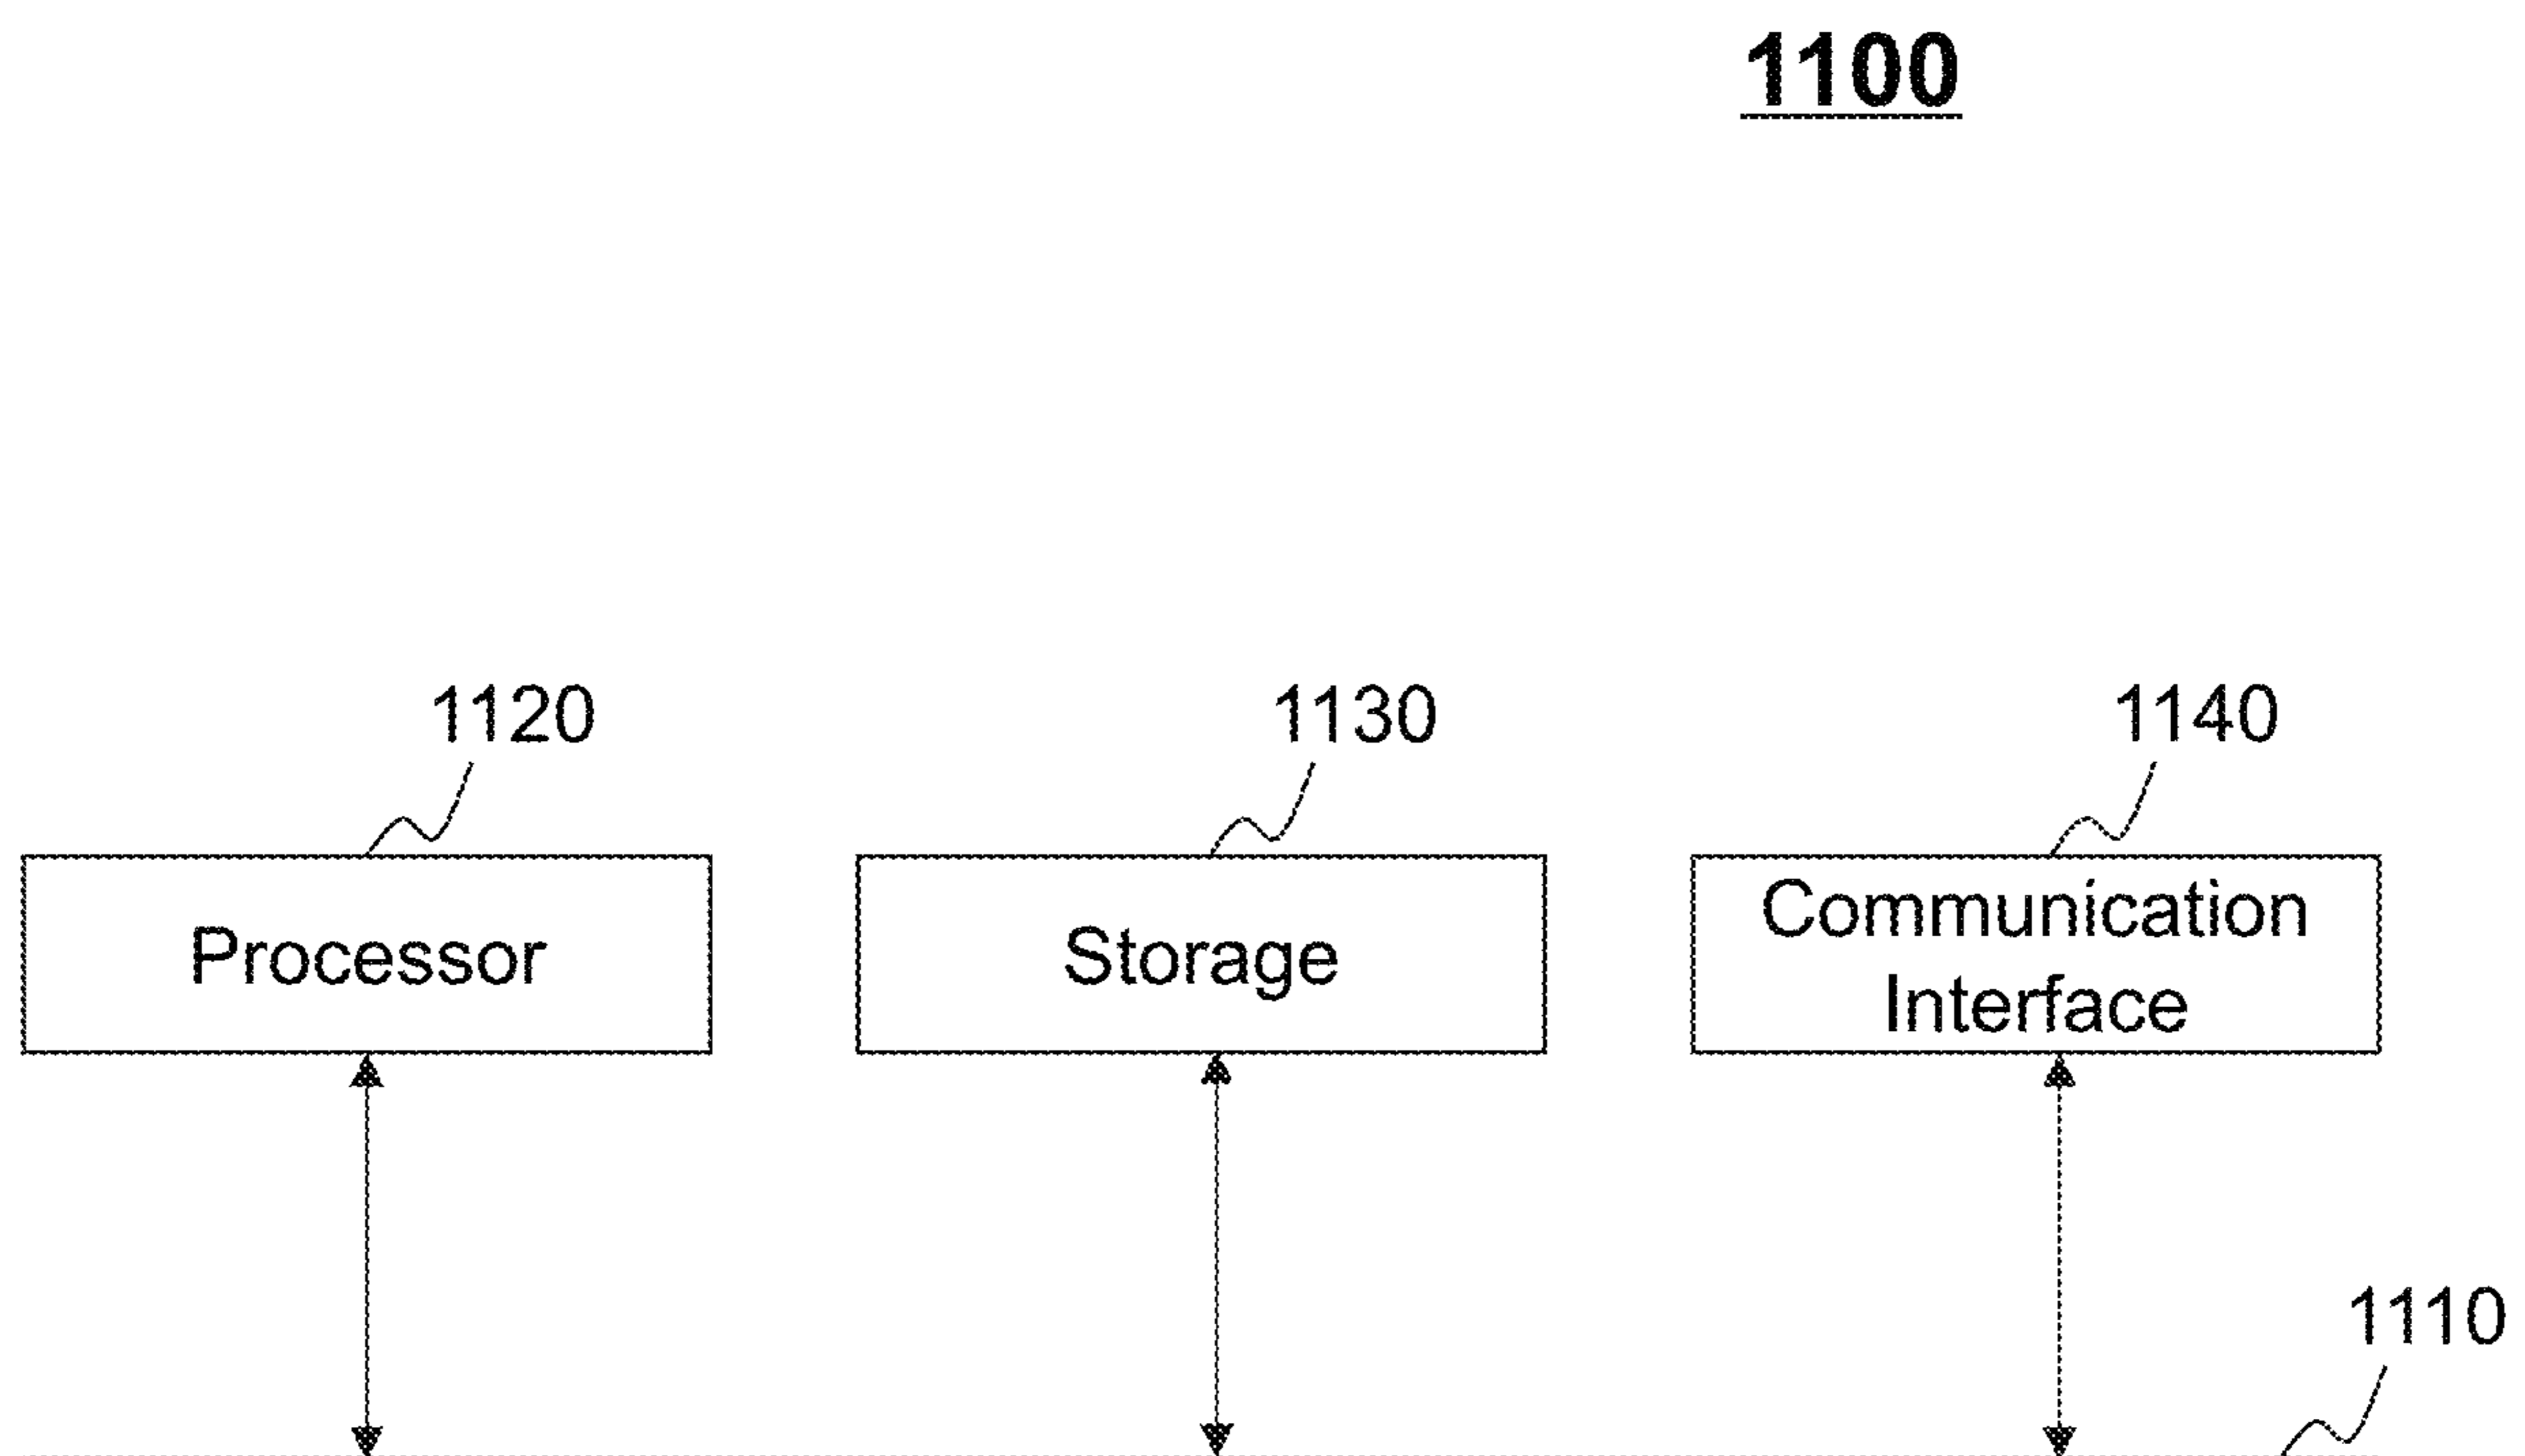 1100
1120
1130
1140
Processor
Storage
Communication
Interface
1110